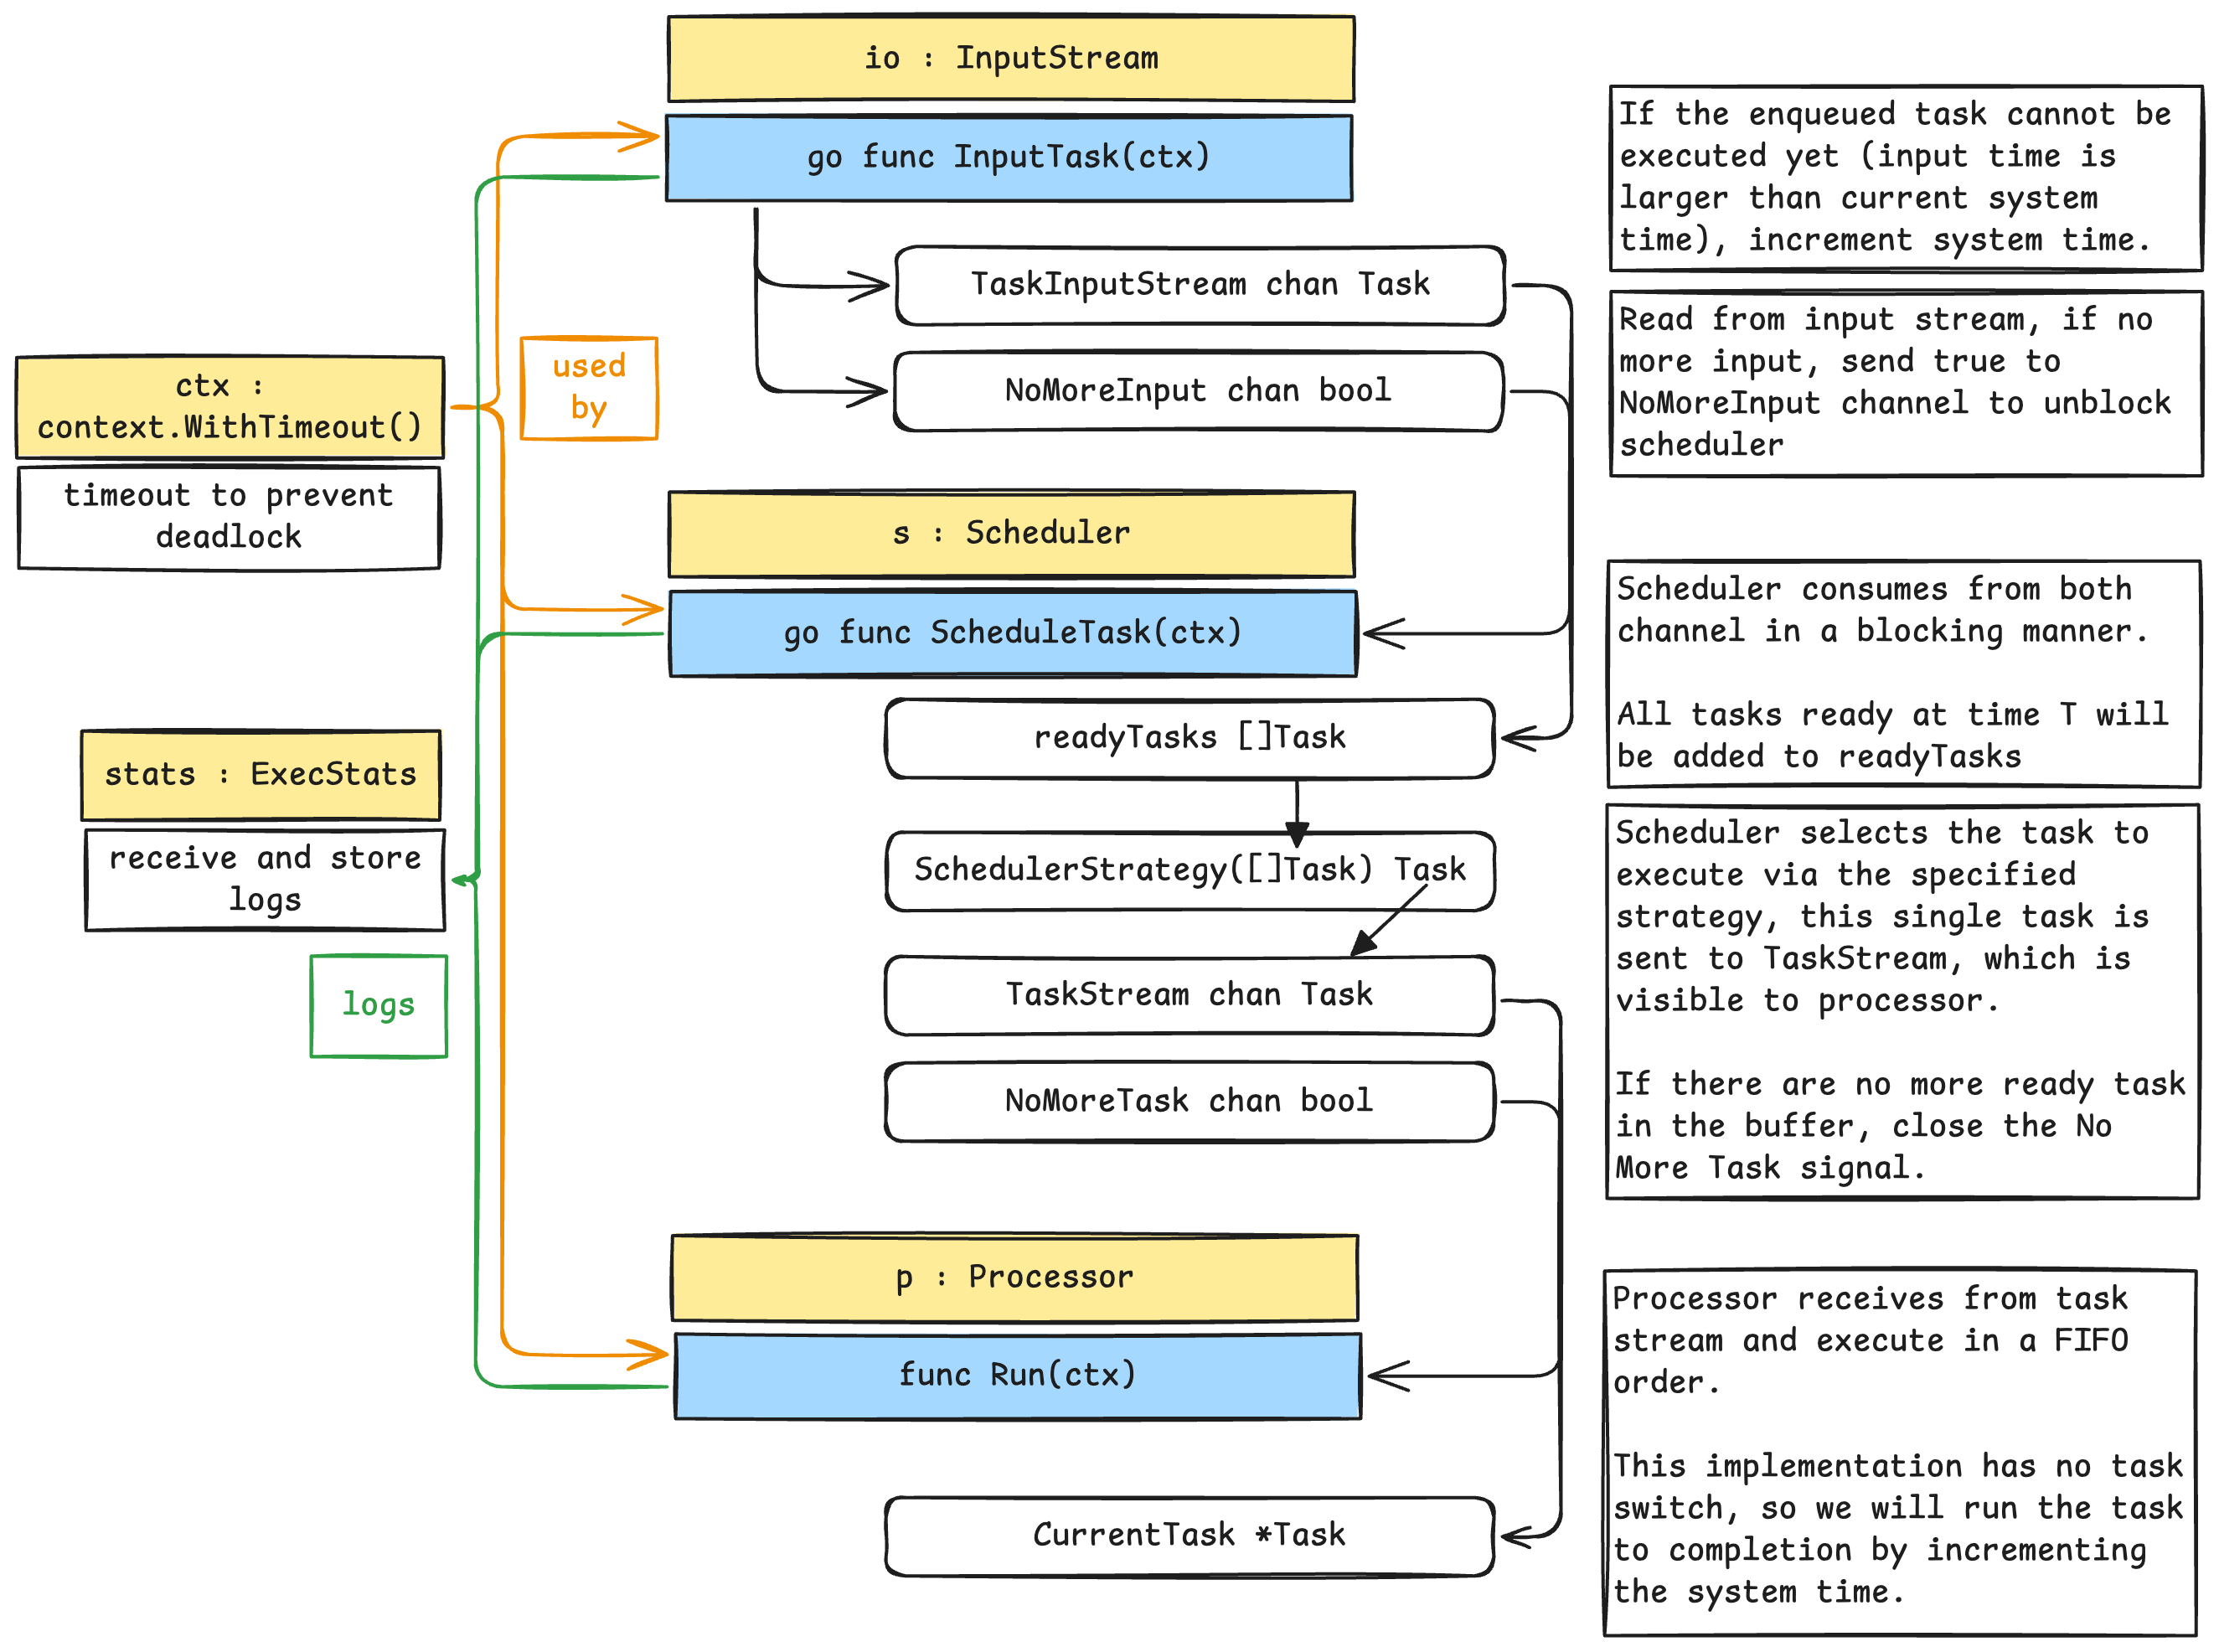 io : InputStream
go func InputTask(ctx)
TaskInputStream chan Task
NoMoreInput chan bool
If the enqueued task cannot be
executed yet (input time is
larger than current system
time), increment system time.
Read from input stream, if no
more input, send true to
NoMoreInput channel to unblock
scheduler
used
by
ctx :
context.WithTimeout()
timeout to prevent
deadlock
s : Scheduler
go func ScheduleTask(ctx)
readyTasks []Task
SchedulerStrategy([]Task) Task
TaskStream chan Task
NoMoreTask chan bool
Scheduler consumes from both
channel in a blocking manner.
All tasks ready at time T will
be added to readyTasks
Scheduler selects the task to
execute via the specified
strategy, this single task is
sent to TaskStream, which is
visible to processor.
If there are no more ready task
in the buffer, close the No
More Task signal.
stats : ExecStats
receive and store
logs
logs
p : Processor
func Run(ctx)
CurrentTask *Task
Processor receives from task
stream and execute in a FIFO
order.
This implementation has no task
switch, so we will run the task
to completion by incrementing
the system time.